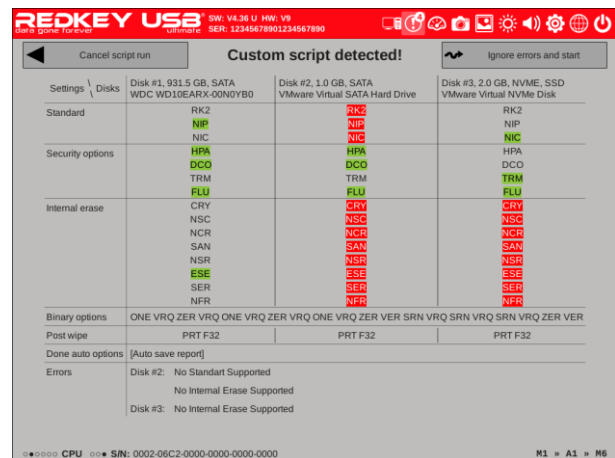 REDKEY USB
data gone forever ultimate
SW: V4.36 U HW: V9
SER: 12345678901234567890
Cancel script run
Custom script detected!
Ignore errors and start
Settings \ Disks
Disk #1, 931.5 GB, SATA
WDC WD10EARX-00N0YB0
Disk #2, 1.0 GB, SATA
VMware Virtual SATA Hard Drive
Disk #3, 2.0 GB, NVME, SSD
VMware Virtual NVMe Disk
Standard RK2 RK2 RK2
NIP NIP NIP
NIC NIC NIC
Security options HPA HPA HPA
DCO DCO DCO
TRM TRM TRM
FLU FLU FLU
Internal erase CRY CRY CRY
NSC NSC NSC
NCR NCR NCR
SAN SAN SAN
NSR NSR NSR
ESE ESE ESE
SER SER SER
NFR NFR NFR
Binary options ONE VRQ ZER VRQ ONE VRQ ZER VRQ ONE VRQ ZER VER SRN VRQ SRN VRQ SRN VRQ ZER VER
Post wipe PRT F32 PRT F32 PRT F32
Done auto options [Auto save report]
Errors Disk #2: No Standart Supported
No Internal Erase Supported
Disk #3: No Internal Erase Supported
CPU S/N: 0002-06C2-0000-0000-0000-0000
M1 » A1 » M6